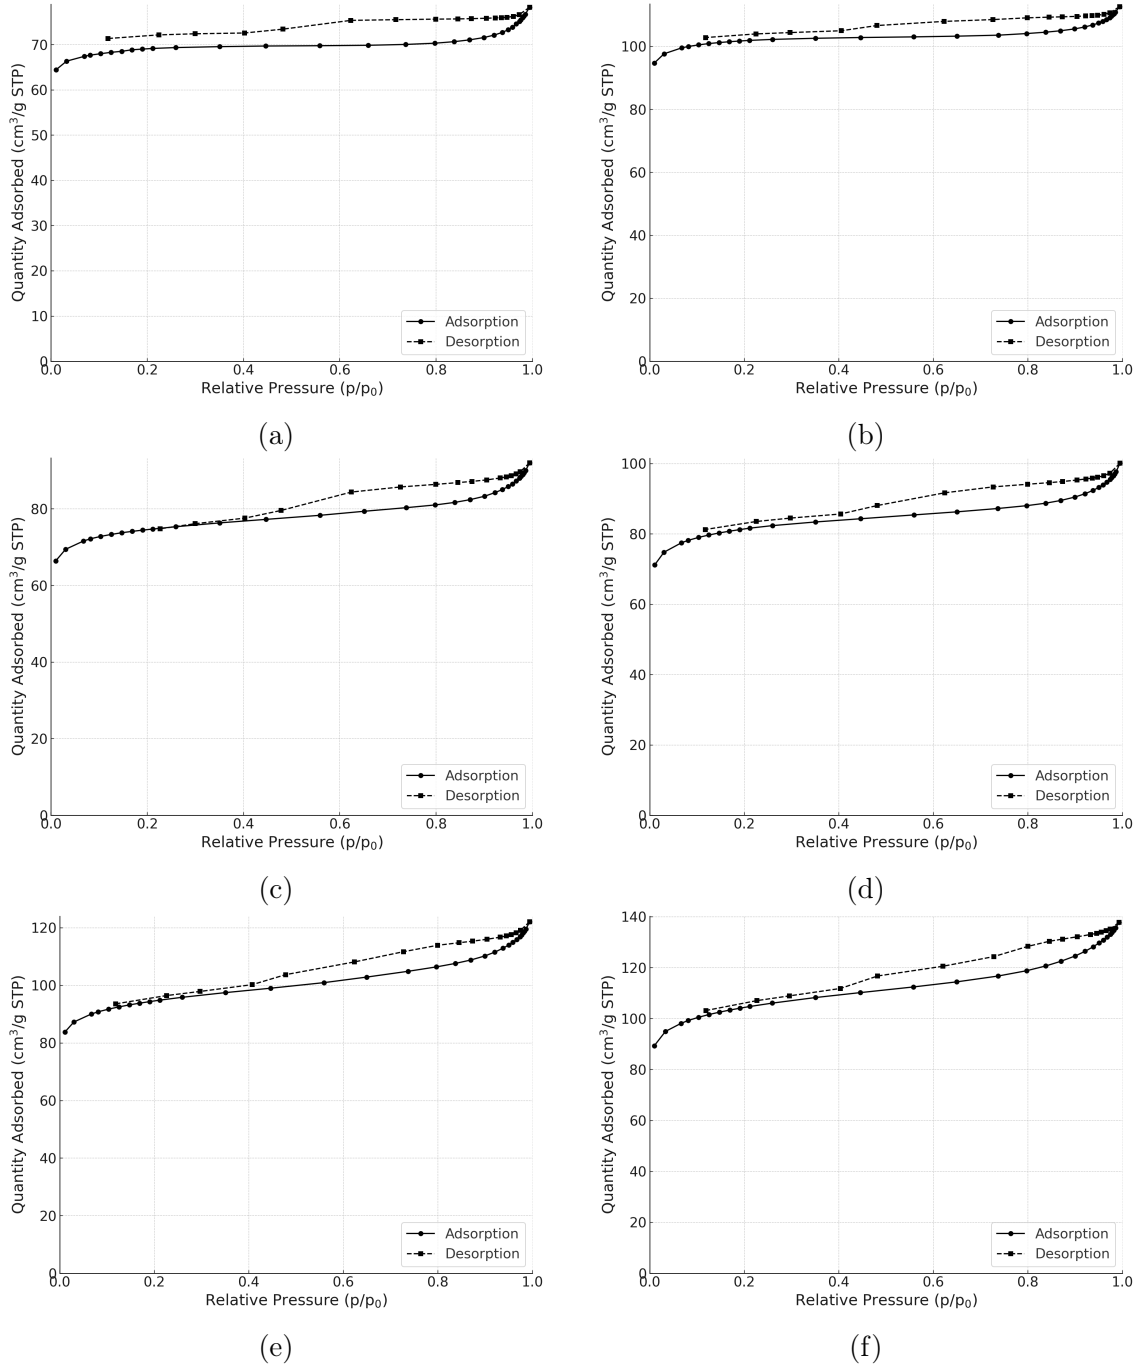 70
60
50
40
30
20
10
0
Quantity Adsorbed (cm³/g STP)
Adsorption
Desorption
0.0 0.2 0.4 0.6 0.8 1.0
Relative Pressure (p/p₀)
(a)
100
80
60
40
20
0
Quantity Adsorbed (cm³/g STP)
Adsorption
Desorption
0.0 0.2 0.4 0.6 0.8 1.0
Relative Pressure (p/p₀)
(b)
80
60
40
20
0
Quantity Adsorbed (cm³/g STP)
Adsorption
Desorption
0.0 0.2 0.4 0.6 0.8 1.0
Relative Pressure (p/p₀)
(c)
100
80
60
40
20
0
Quantity Adsorbed (cm³/g STP)
Adsorption
Desorption
0.0 0.2 0.4 0.6 0.8 1.0
Relative Pressure (p/p₀)
(d)
120
100
80
60
40
20
0
Quantity Adsorbed (cm³/g STP)
Adsorption
Desorption
0.0 0.2 0.4 0.6 0.8 1.0
Relative Pressure (p/p₀)
(e)
140
120
100
80
60
40
20
0
Quantity Adsorbed (cm³/g STP)
Adsorption
Desorption
0.0 0.2 0.4 0.6 0.8 1.0
Relative Pressure (p/p₀)
(f)